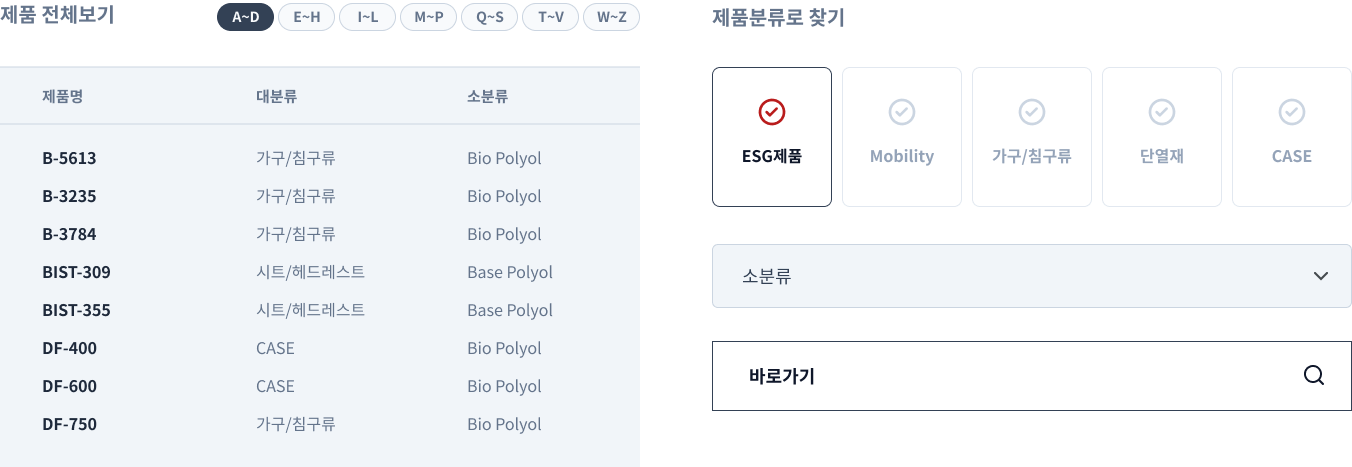 제품 전체보기
A~D E~H I~L M~P Q~S T~V W~Z
제품명 대분류 소분류
B-5613 가구/침구류 Bio Polyol
B-3235 가구/침구류 Bio Polyol
B-3784 가구/침구류 Bio Polyol
BIST-309 시트/헤드레스트 Base Polyol
BIST-355 시트/헤드레스트 Base Polyol
DF-400 CASE Bio Polyol
DF-600 CASE Bio Polyol
DF-750 가구/침구류 Bio Polyol
제품분류로 찾기
ESG제품 Mobility 가구/침구류 단열재 CASE
소분류
바로가기